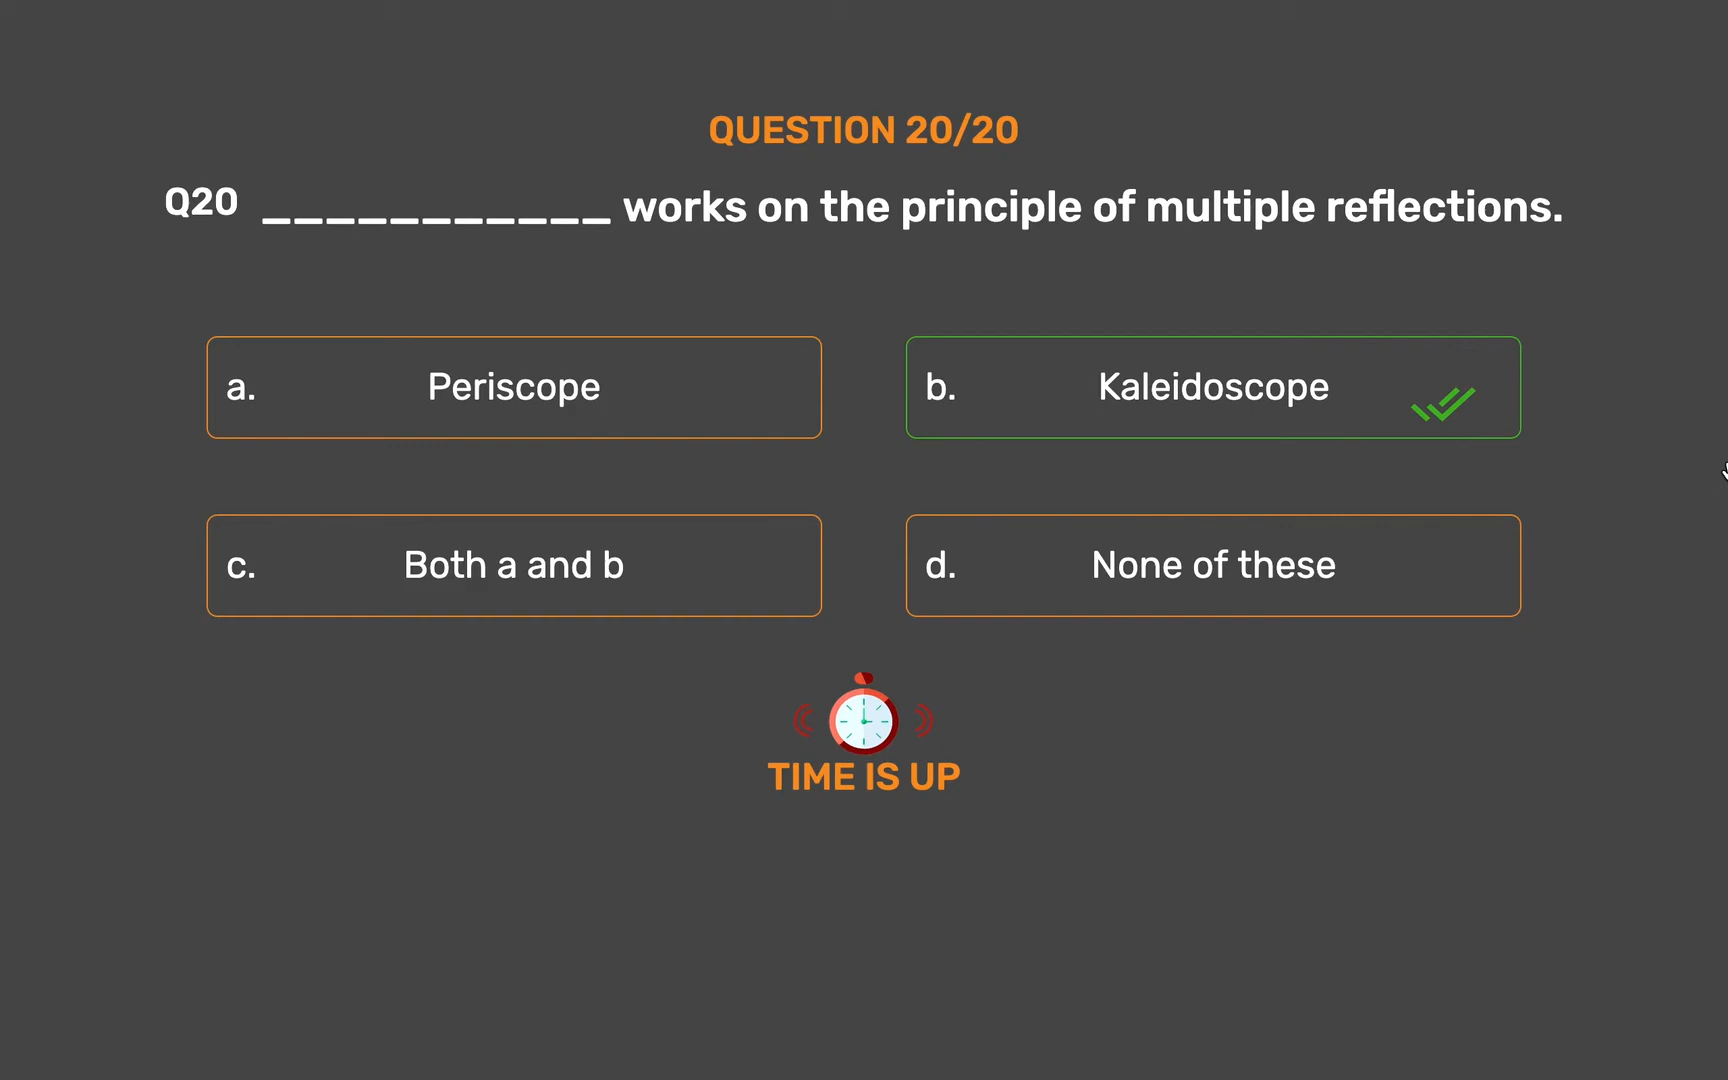 QUESTION 20/20
Q20 ___________ works on the principle of multiple reflections.
a. Periscope
b. Kaleidoscope
c. Both a and b
d. None of these
TIME IS UP